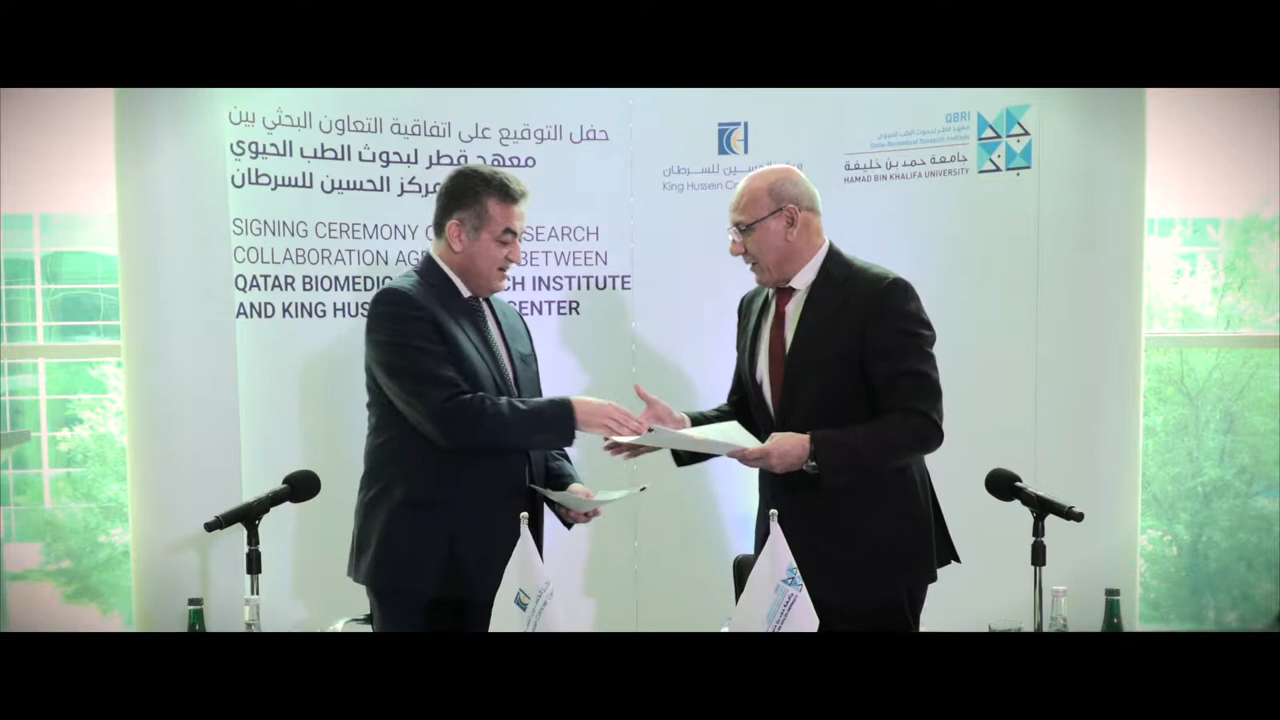 حفل التوقيع على اتفاقية التعاون البحثي بين
معهد قطر لبحوث الطب الحيوي
مركز الحسين للسرطان
SIGNING CEREMONY SEARCH
COLLABORATION AG BETWEEN
QATAR BIOMEDIC CH INSTITUTE
AND KING HUS ENTER
للسرطان
King Hussein C
QBRI
معهد قطر لبحوث الطب الحيوي
Qatar Biomedical Research Institute
جامعة حمد بن خليفة
HAMAD BIN KHALIFA UNIVERSITY